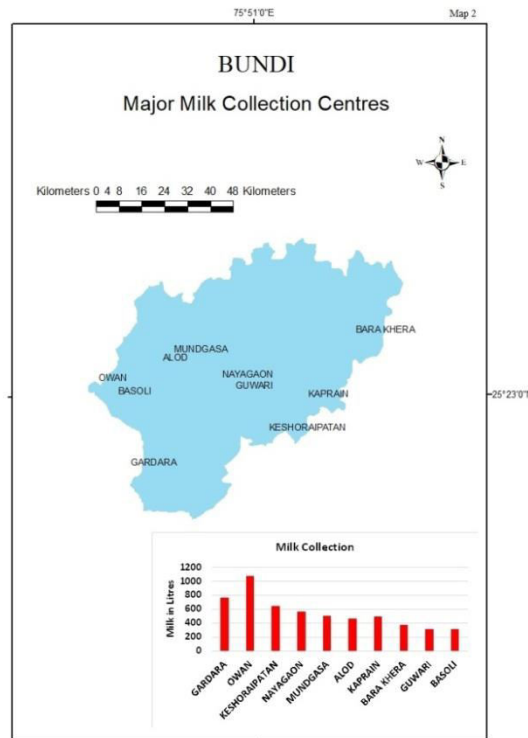 75°51'0"E
Map 2
BUNDI
Major Milk Collection Centres
N
W E
S
Kilometers 0 4 8 16 24 32 40 48 Kilometers
BARA KHERA
MUNDGASA
ALOD
NAYAGAON
OWAN
GUWARI
BASOLI
KAPRAIN
25°23'0"N
KESHORAIPATAN
GARDARA
Milk Collection
Milk in Litres
1200
1000
800
600
400
200
0
GARDARA
OWAN
KESHORAIPATAN
NAYAGAON
MUNDGASA
ALOD
KAPRAIN
BARA KHERA
GUWARI
BASOLI